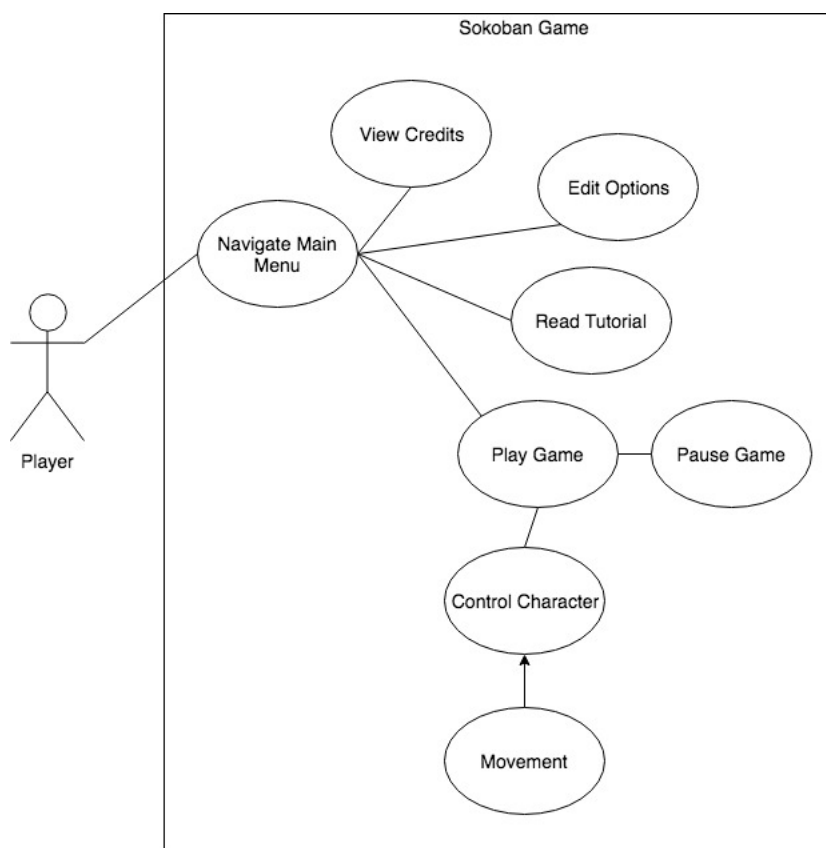 Sokoban Game
View Credits
Edit Options
Navigate Main
Menu
Read Tutorial
Player
Play Game
Pause Game
Control Character
Movement